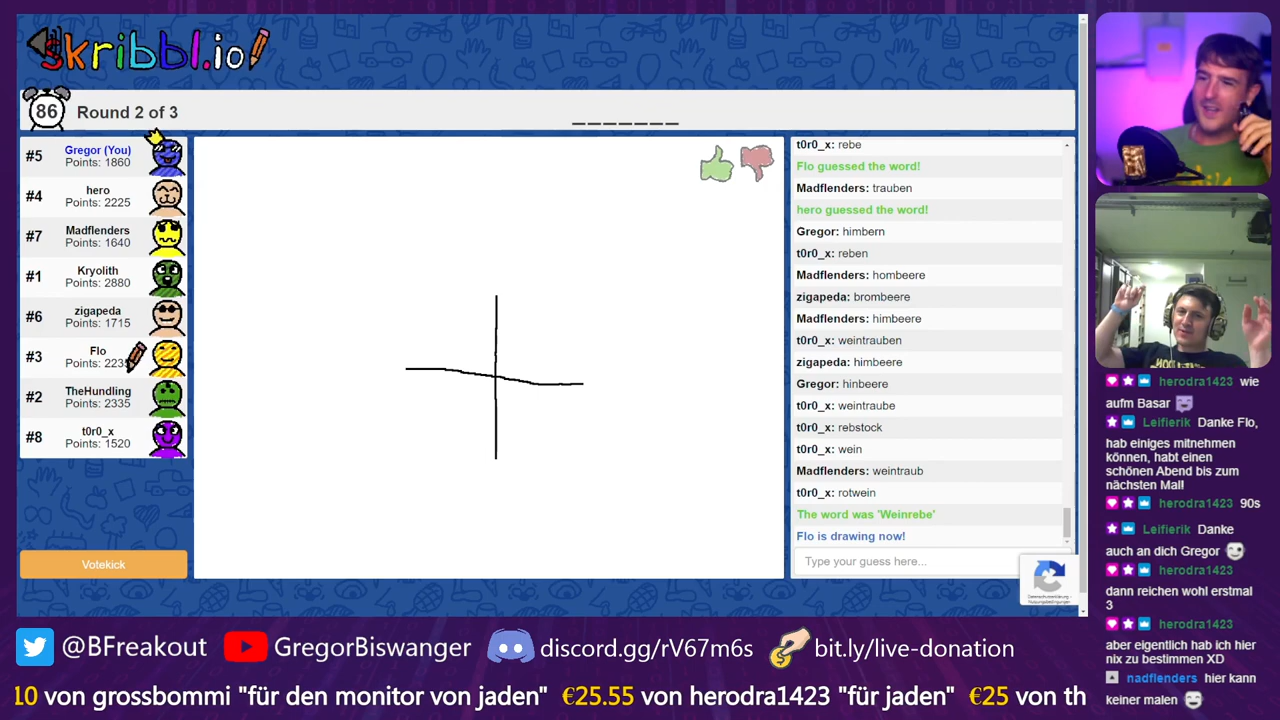 skribbl.io
86
Round 2 of 3
_ _ _ _ _ _ _
#5
Gregor (You)
Points: 1860
#4
hero
Points: 2225
#7
Madflenders
Points: 1640
#1
Kryolith
Points: 2880
#6
zigapeda
Points: 1715
#3
Flo
Points: 223
#2
TheHundling
Points: 2335
#8
t0r0_x
Points: 1520
Votekick
t0r0_x: rebe
Flo guessed the word!
Madflenders: trauben
hero guessed the word!
Gregor: himbern
t0r0_x: reben
Madflenders: hombeere
zigapeda: brombeere
Madflenders: himbeere
t0r0_x: weintrauben
zigapeda: himbeere
Gregor: hinbeere
t0r0_x: weintraube
t0r0_x: rebstock
t0r0_x: wein
Madflenders: weintraub
t0r0_x: rotwein
The word was 'Weinrebe'
Flo is drawing now!
Type your guess here...
herodra1423 wie
aufm Basar
Leifierik Danke Flo,
hab einiges mitnehmen
können, habt einen
schönen Abend bis zum
nächsten Mal!
herodra1423 90s
Leifierik Danke
auch an dich Gregor
herodra1423
dann reichen wohl erstmal
3
herodra1423
aber eigentlich hab ich hier
nix zu bestimmen XD
nadflenders hier kann
keiner malen
@BFreakout
GregorBiswanger
discord.gg/rV67m6s
bit.ly/live-donation
10 von grossbommi "für den monitor von jaden" €25.55 von herodra1423 "für jaden" €25 von th